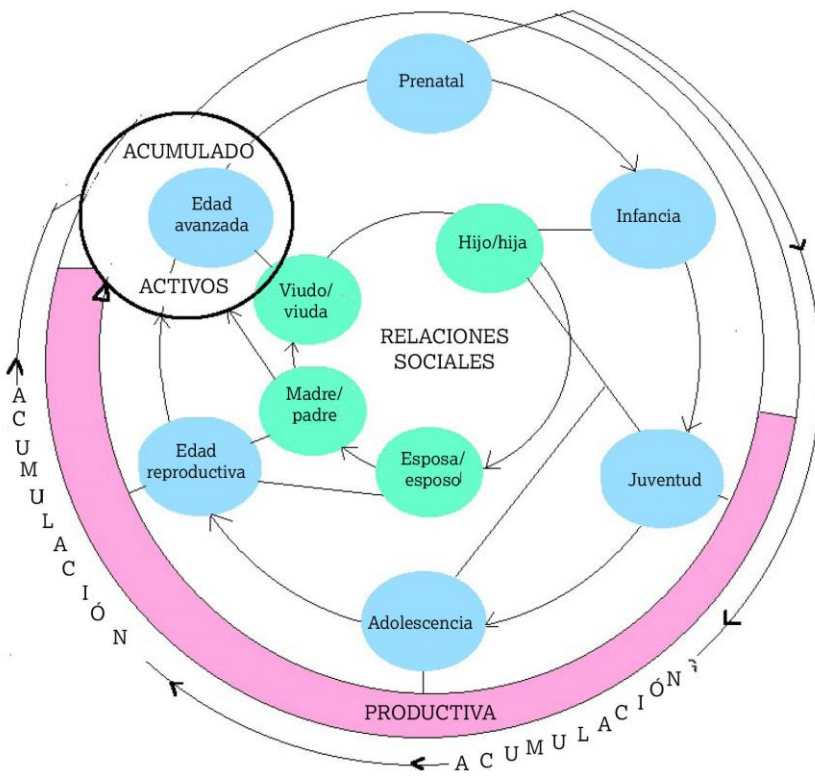 Prenatal
ACUMULADO
Edad
avanzada
ACTIVOS
Infancia
Hijo/hija
Viudo/
viuda
RELACIONES
SOCIALES
Madre/
padre
Esposa/
esposo
Edad
reproductiva
Juventud
Adolescencia
PRODUCTIVA
ACUMULACIÓN
ACUMULACIÓN